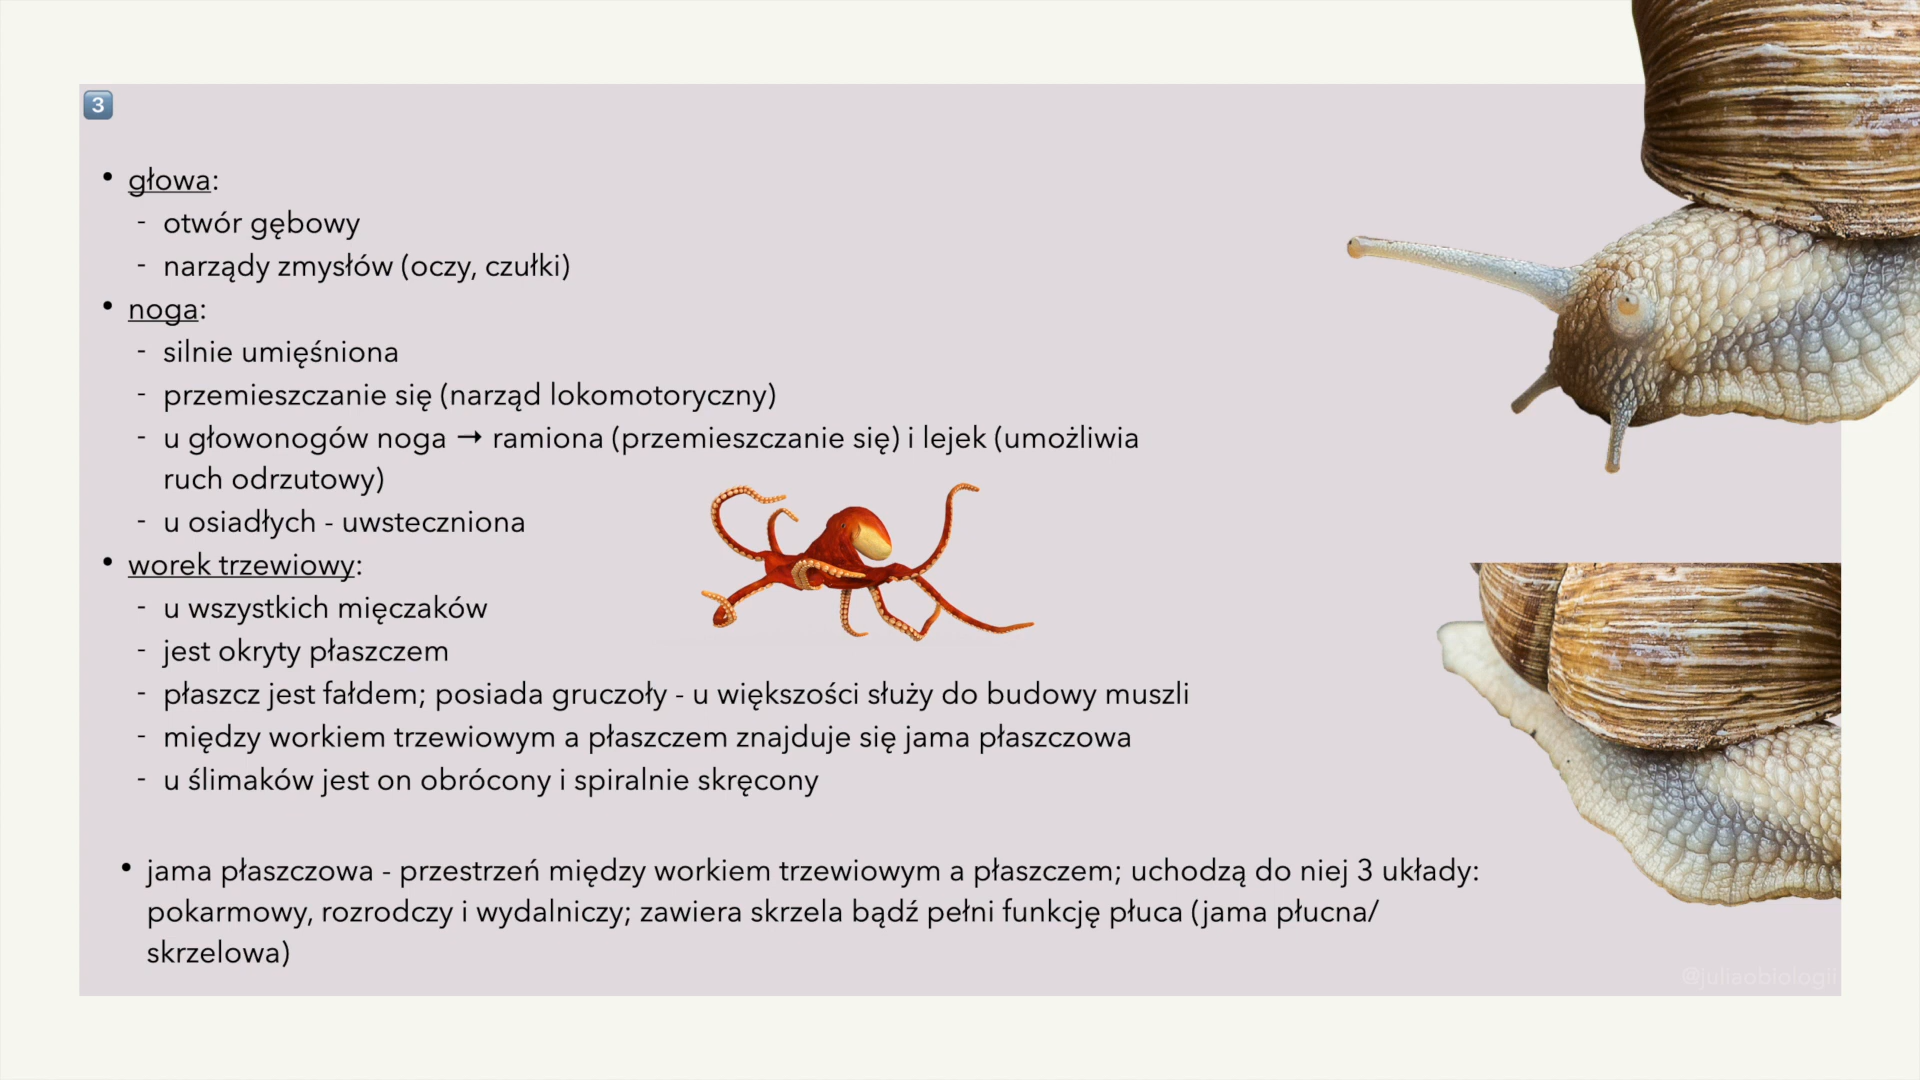 3
• głowa:
- otwór gębowy
- narządy zmysłów (oczy, czułki)
• noga:
- silnie umięśniona
- przemieszczanie się (narząd lokomotoryczny)
- u głowonogów noga → ramiona (przemieszczanie się) i lejek (umożliwia
ruch odrzutowy)
- u osiadłych - uwsteczniona
• worek trzewiowy:
- u wszystkich mięczaków
- jest okryty płaszczem
- płaszcz jest fałdem; posiada gruczoły - u większości służy do budowy muszli
- między workiem trzewiowym a płaszczem znajduje się jama płaszczowa
- u ślimaków jest on obrócony i spiralnie skręcony
• jama płaszczowa - przestrzeń między workiem trzewiowym a płaszczem; uchodzą do niej 3 układy:
pokarmowy, rozrodczy i wydalniczy; zawiera skrzela bądź pełni funkcję płuca (jama płucna/
skrzelowa)
@juliaobiologii